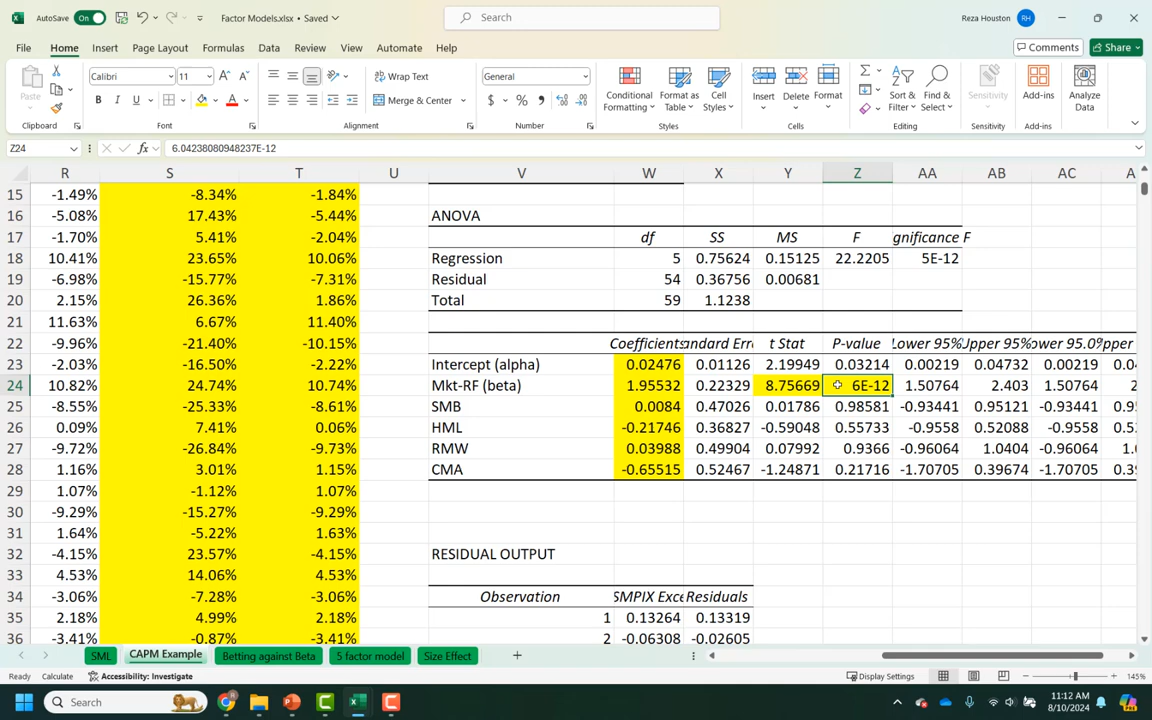 AutoSave On Factor Models.xlsx • Saved Search Reza Houston RH
File Home Insert Page Layout Formulas Data Review View Automate Help Comments Share
Paste Calibri 11 Wrap Text General Conditional Formatting Format as Table Cell Styles Insert Delete Format Sort & Filter Find & Select Sensitivity Add-ins Analyze Data
B I U A Merge & Center $ % 9
Clipboard Font Alignment Number Styles Cells Editing Sensitivity Add-ins
Z24 fx 6.04238080948237E-12
R S T U V W X Y Z AA AB AC A
15 -1.49% -8.34% -1.84%
16 -5.08% 17.43% -5.44% ANOVA
17 -1.70% 5.41% -2.04% df SS MS F gnificance F
18 10.41% 23.65% 10.06% Regression 5 0.75624 0.15125 22.2205 5E-12
19 -6.98% -15.77% -7.31% Residual 54 0.36756 0.00681
20 2.15% 26.36% 1.86% Total 59 1.1238
21 11.63% 6.67% 11.40%
22 -9.96% -21.40% -10.15% Coefficients andard Erro t Stat P-value Lower 95% Upper 95% ower 95.0% pper
23 -2.03% -16.50% -2.22% Intercept (alpha) 0.02476 0.01126 2.19949 0.03214 0.00219 0.04732 0.00219 0.04
24 10.82% 24.74% 10.74% Mkt-RF (beta) 1.95532 0.22329 8.75669 6E-12 1.50764 2.403 1.50764 2
25 -8.55% -25.33% -8.61% SMB 0.0084 0.47026 0.01786 0.98581 -0.93441 0.95121 -0.93441 0.95
26 0.09% 7.41% 0.06% HML -0.21746 0.36827 -0.59048 0.55733 -0.9558 0.52088 -0.9558 0.52
27 -9.72% -26.84% -9.73% RMW 0.03988 0.49904 0.07992 0.9366 -0.96064 1.0404 -0.96064 1.0
28 1.16% 3.01% 1.15% CMA -0.65515 0.52467 -1.24871 0.21716 -1.70705 0.39674 -1.70705 0.39
29 1.07% -1.12% 1.07%
30 -9.29% -15.27% -9.29%
31 1.64% -5.22% 1.63%
32 -4.15% 23.57% -4.15% RESIDUAL OUTPUT
33 4.53% 14.06% 4.53%
34 -3.06% -7.28% -3.06% Observation SMPIX Exce Residuals
35 2.18% 4.99% 2.18% 1 0.13264 0.13319
36 -3.41% -0.87% -3.41% 2 -0.06308 -0.02605
SML CAPM Example Betting against Beta 5 factor model Size Effect
Ready Calculate Accessibility: Investigate Display Settings 145%
Search 11:12 AM
8/10/2024